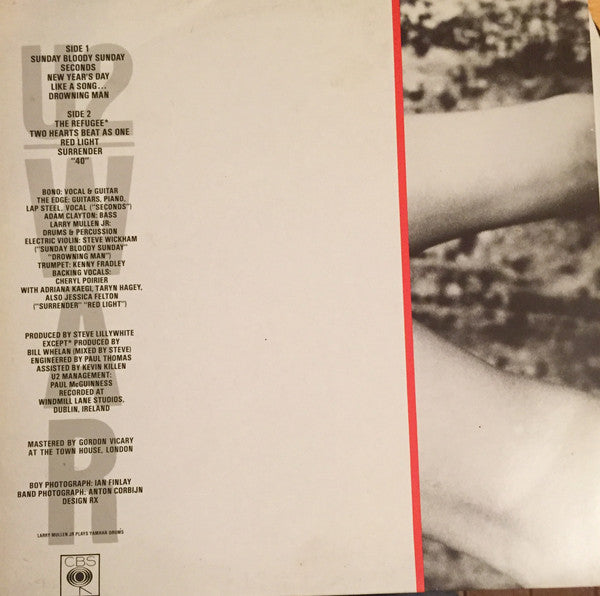 U2
WAR
SIDE 1
SUNDAY BLOODY SUNDAY
SECONDS
NEW YEAR'S DAY
LIKE A SONG...
DROWNING MAN
SIDE 2
THE REFUGEE*
TWO HEARTS BEAT AS ONE
RED LIGHT
SURRENDER
"40"
BONO: VOCAL & GUITAR
THE EDGE: GUITARS, PIANO,
LAP STEEL, VOCAL ("SECONDS")
ADAM CLAYTON: BASS
LARRY MULLEN JR:
DRUMS & PERCUSSION
ELECTRIC VIOLIN: STEVE WICKHAM
("SUNDAY BLOODY SUNDAY"
"DROWNING MAN")
TRUMPET: KENNY FRADLEY
BACKING VOCALS:
CHERYL POIRIER
WITH ADRIANA KAEGI, TARYN HAGEY,
ALSO JESSICA FELTON
("SURRENDER" "RED LIGHT")
PRODUCED BY STEVE LILLYWHITE
EXCEPT* PRODUCED BY
BILL WHELAN (MIXED BY STEVE)
ENGINEERED BY PAUL THOMAS
ASSISTED BY KEVIN KILLEN
U2 MANAGEMENT:
PAUL McGUINNESS
RECORDED AT
WINDMILL LANE STUDIOS,
DUBLIN, IRELAND
MASTERED BY GORDON VICARY
AT THE TOWN HOUSE, LONDON
BOY PHOTOGRAPH: IAN FINLAY
BAND PHOTOGRAPH: ANTON CORBIJN
DESIGN RX
LARRY MULLEN JR PLAYS YAMAHA DRUMS
CBS